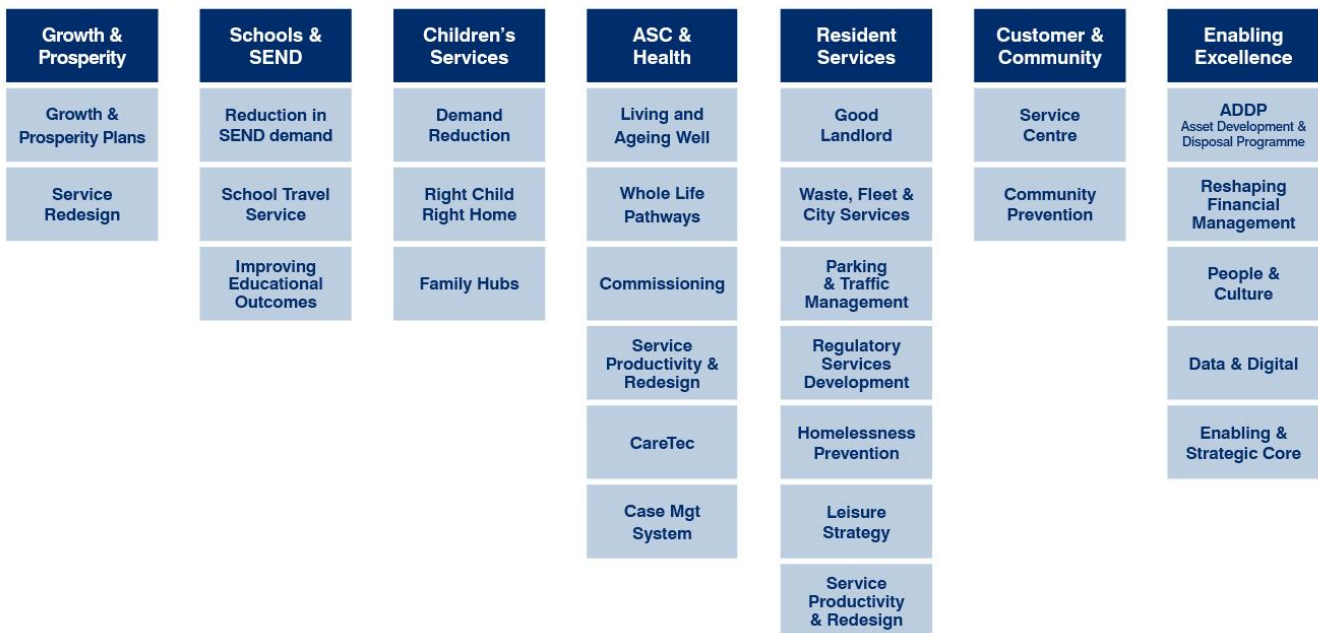 Growth &
Prosperity
Growth &
Prosperity Plans
Service
Redesign
Schools &
SEND
Reduction in
SEND demand
School Travel
Service
Improving
Educational
Outcomes
Children's
Services
Demand
Reduction
Right Child
Right Home
Family Hubs
ASC &
Health
Living and
Ageing Well
Whole Life
Pathways
Commissioning
Service
Productivity &
Redesign
CareTec
Case Mgt
System
Resident
Services
Good
Landlord
Waste, Fleet &
City Services
Parking
& Traffic
Management
Regulatory
Services
Development
Homelessness
Prevention
Leisure
Strategy
Service
Productivity
& Redesign
Customer &
Community
Service
Centre
Community
Prevention
Enabling
Excellence
ADDP
Asset Development &
Disposal Programme
Reshaping
Financial
Management
People &
Culture
Data & Digital
Enabling &
Strategic Core